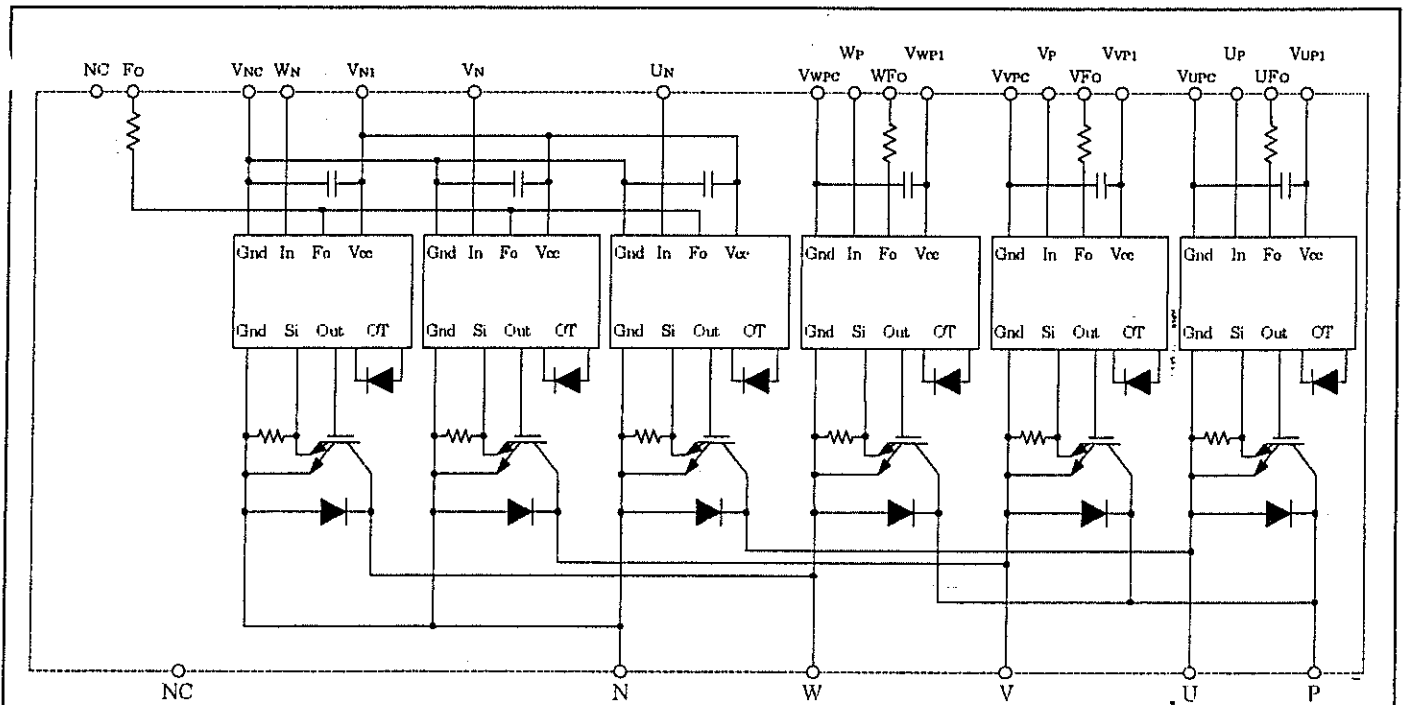 NC Fo VNC WN VN1 VN UN VWPC WP WFo VWP1 VVPC VP VFo VVP1 VUPC UP UFo VUP1
Gnd In Fo Vcc Gnd In Fo Vcc Gnd In Fo Vcc Gnd In Fo Vcc Gnd In Fo Vcc Gnd In Fo Vcc
Gnd Si Out OT Gnd Si Out OT Gnd Si Out OT Gnd Si Out OT Gnd Si Out OT Gnd Si Out OT
NC N W V U P